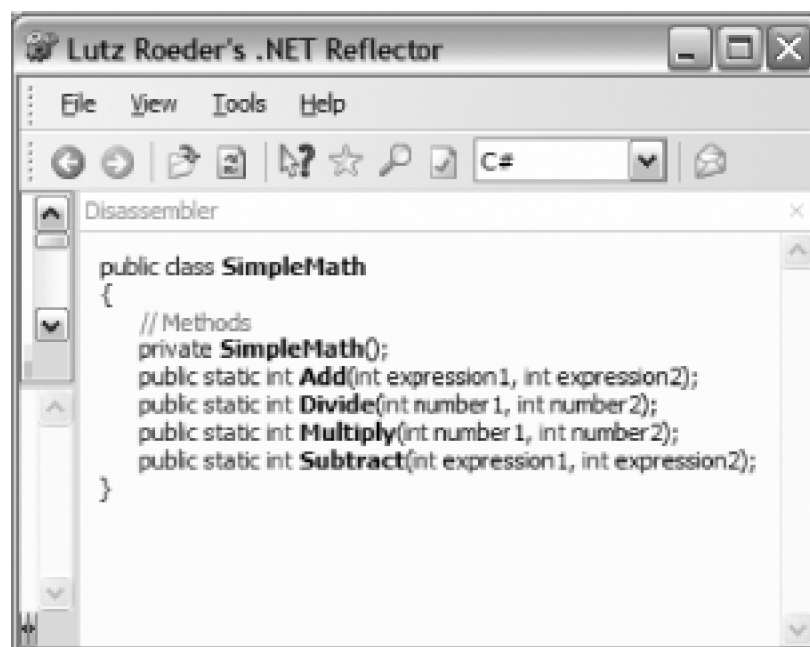 Lutz Roeder's .NET Reflector
File View Tools Help
C#
Disassembler
public class SimpleMath
{
// Methods
private SimpleMath();
public static int Add(int expression1, int expression2);
public static int Divide(int number1, int number2);
public static int Multiply(int number1, int number2);
public static int Subtract(int expression1, int expression2);
}